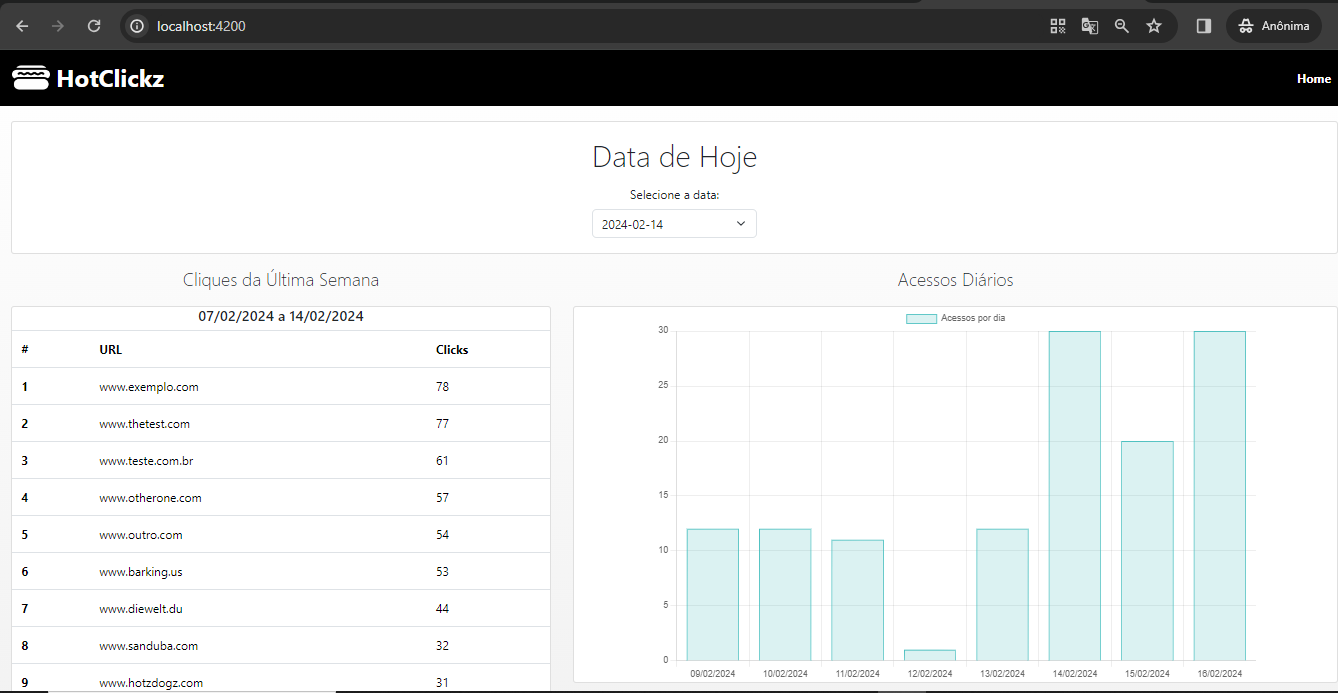 localhost:4200
Anônima
HotClickz
Home
Data de Hoje
Selecione a data:
2024-02-14
Cliques da Última Semana
07/02/2024 a 14/02/2024
# URL Clicks
1 www.exemplo.com 78
2 www.thetest.com 77
3 www.teste.com.br 61
4 www.otherone.com 57
5 www.outro.com 54
6 www.barking.us 53
7 www.diewelt.du 44
8 www.sanduba.com 32
9 www.hotzdogz.com 31
Acessos Diários
Acessos por dia
30
25
20
15
10
5
0
09/02/2024 10/02/2024 11/02/2024 12/02/2024 13/02/2024 14/02/2024 15/02/2024 16/02/2024